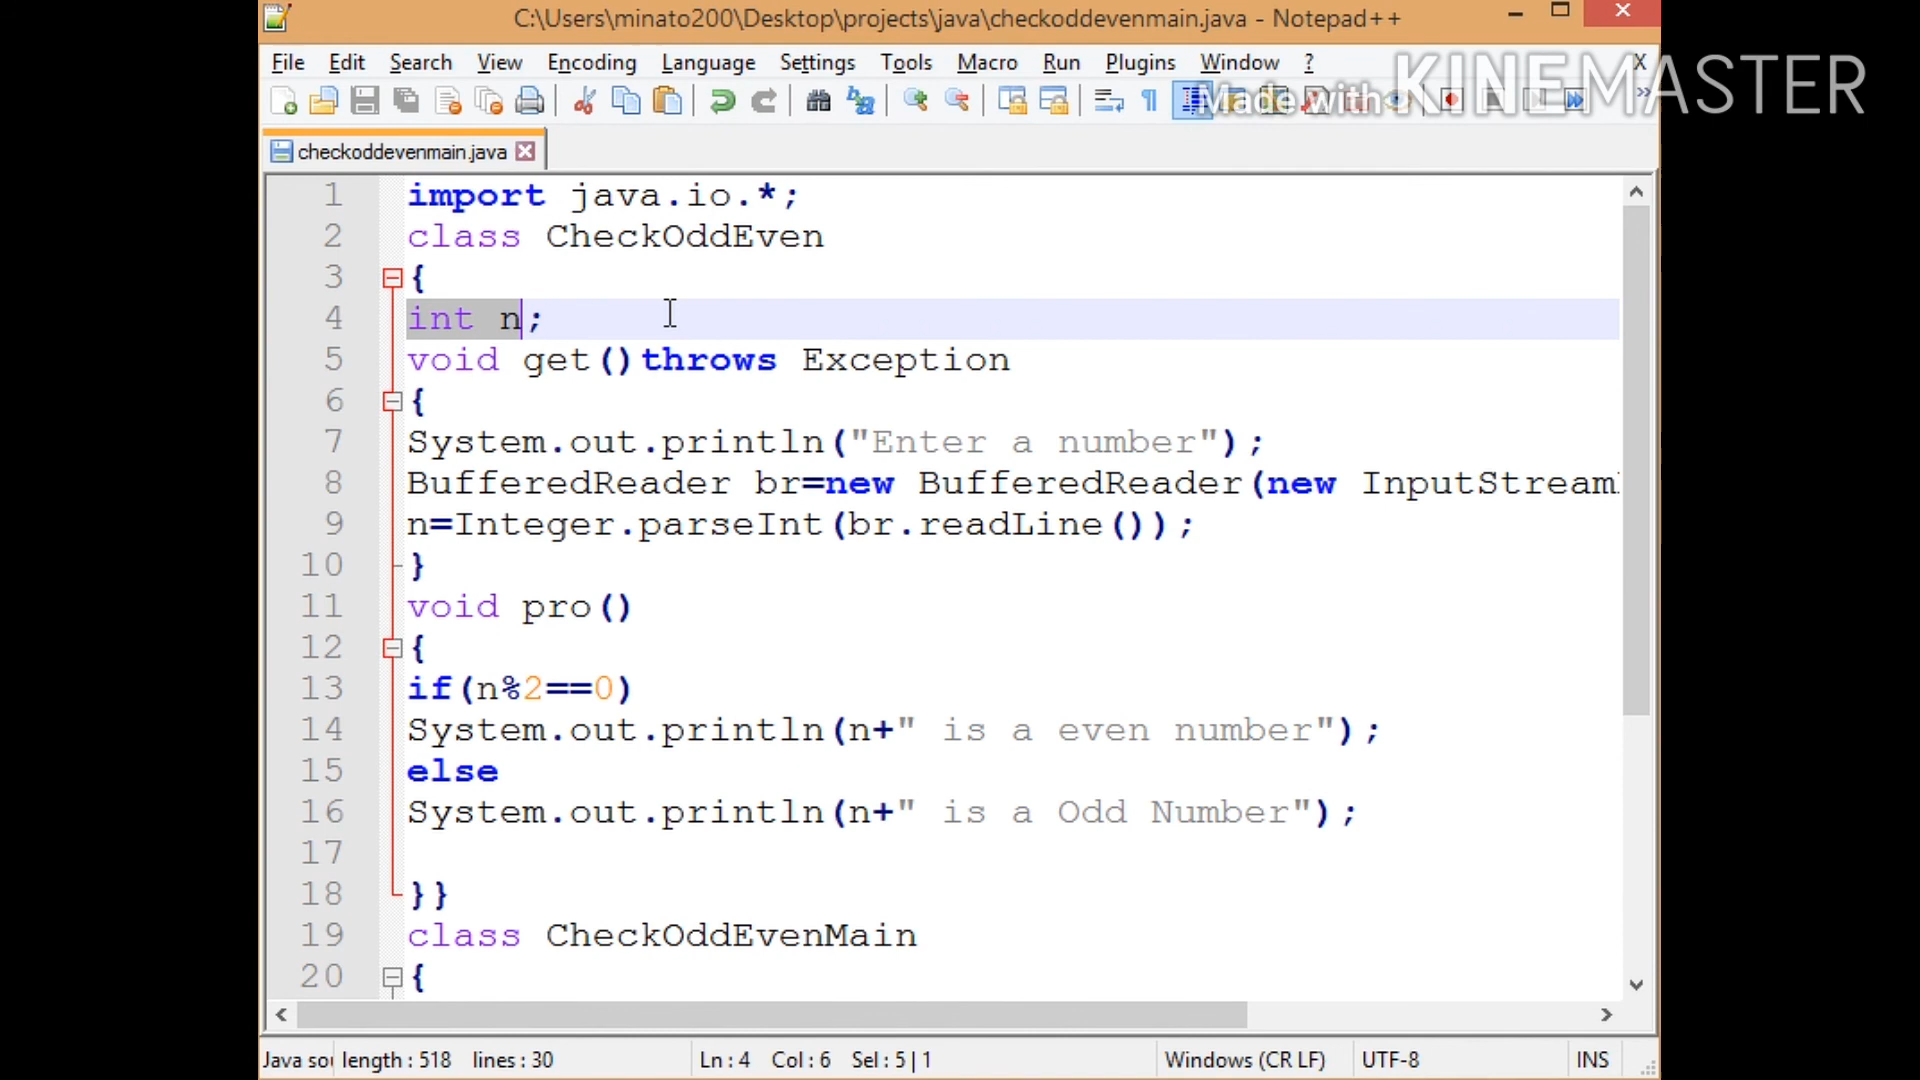 C:\Users\minato200\Desktop\projects\java\checkoddevenmain.java - Notepad++
File Edit Search View Encoding Language Settings Tools Macro Run Plugins Window ? X
Made with KINEMASTER
checkoddevenmain.java
1 import java.io.*;
2 class CheckOddEven
3 {
4 int n;
5 void get()throws Exception
6 {
7 System.out.println("Enter a number");
8 BufferedReader br=new BufferedReader(new InputStream
9 n=Integer.parseInt(br.readLine());
10 }
11 void pro()
12 {
13 if(n%2==0)
14 System.out.println(n+" is a even number");
15 else
16 System.out.println(n+" is a Odd Number");
17
18 }}
19 class CheckOddEvenMain
20 {
Java sou length : 518 lines : 30 Ln : 4 Col : 6 Sel : 5 | 1 Windows (CR LF) UTF-8 INS